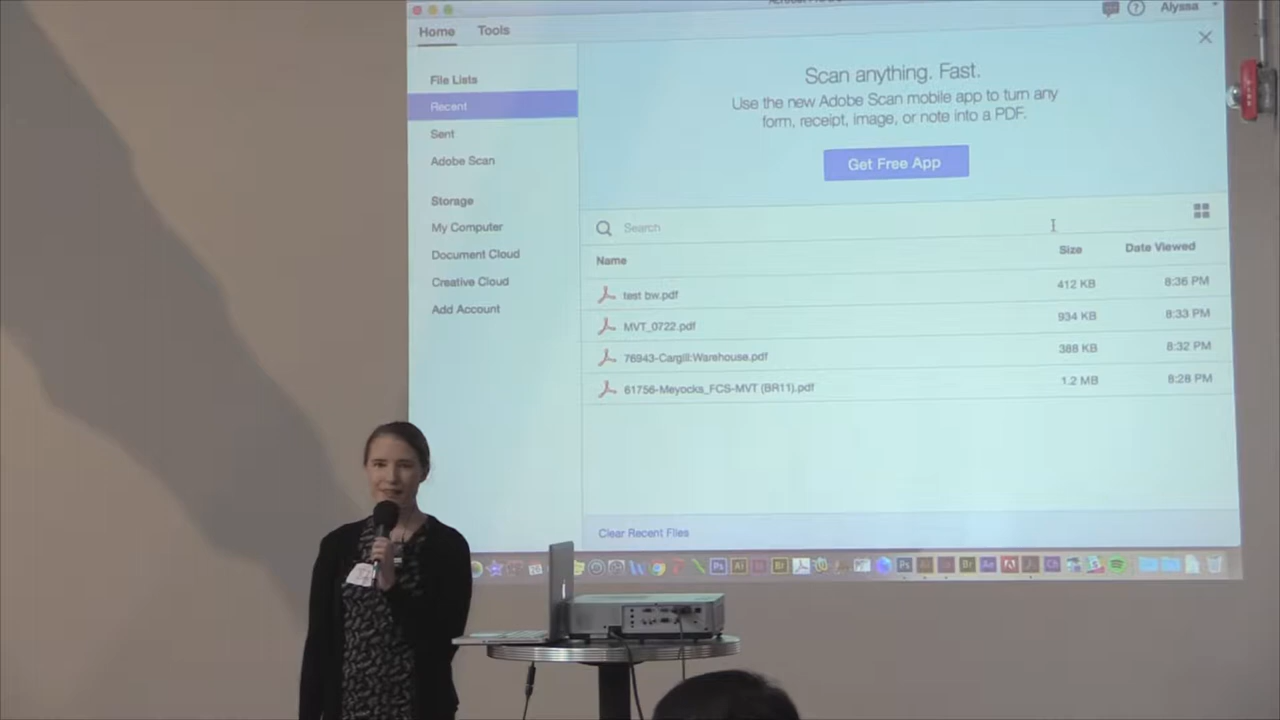 Alyssa
Home Tools
Scan anything. Fast.
Use the new Adobe Scan mobile app to turn any
form, receipt, image, or note into a PDF.
Get Free App
File Lists
Recent
Sent
Adobe Scan
Storage
My Computer
Document Cloud
Creative Cloud
Add Account
Search
Name Size Date Viewed
test bw.pdf 412 KB 8:36 PM
MVT_0722.pdf 934 KB 8:33 PM
76943-Cargill:Warehouse.pdf 388 KB 8:32 PM
61756-Meyocks_FCS-MVT (BR11).pdf 1.2 MB 8:28 PM
Clear Recent Files